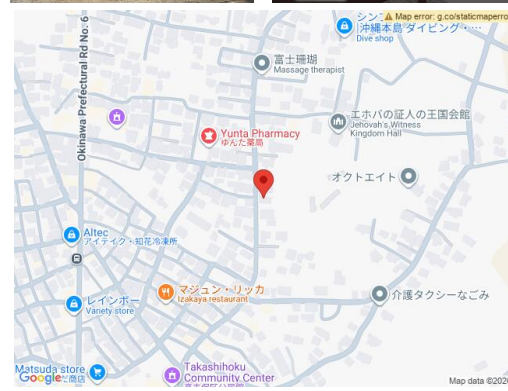 シンプ
沖縄本島 ダイビング・…
Dive shop
Map error: g.co/staticmaperro
Okinawa Prefectural Rd No. 6
富士珊瑚
Massage therapist
エホバの証人の王国会館
Jehovah's Witness
Kingdom Hall
Yunta Pharmacy
ゆんた薬局
オクトエイト
Altec
アイテイク・知花冷凍所
マジュン・リッカ
Izakaya restaurant
介護タクシーなごみ
レインボー
Variety store
Matsuda store
商店
Google
Takashihoku
Community Center
Map data ©202